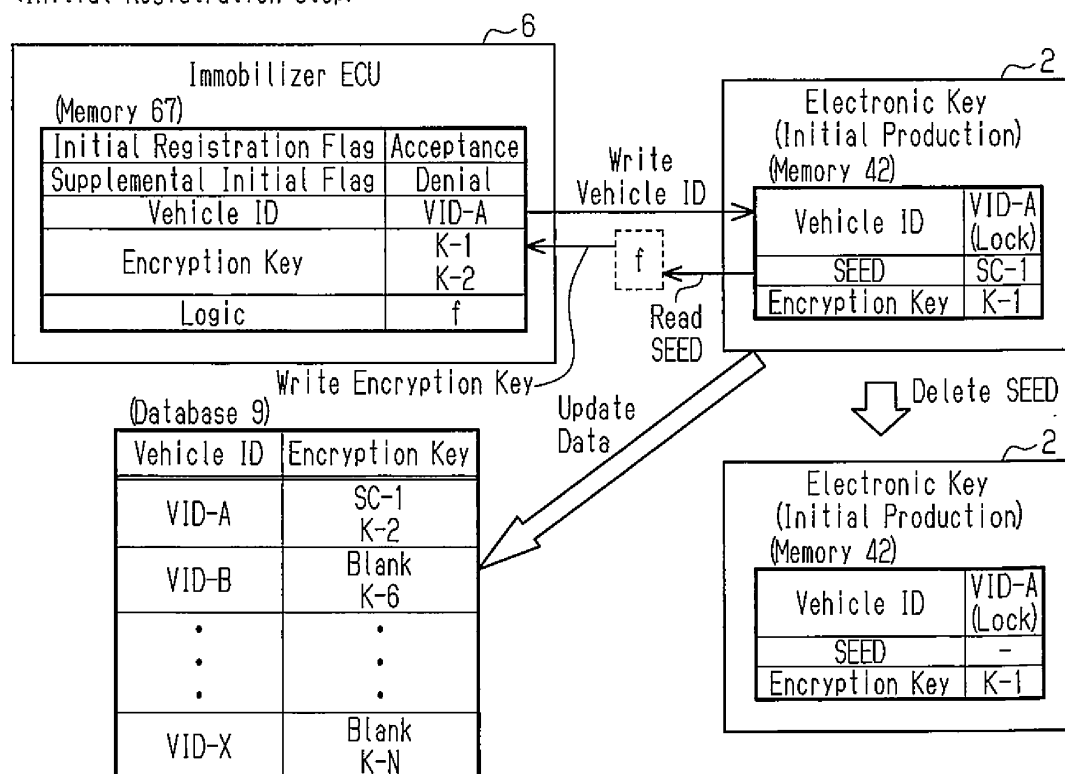 <Initial Registration Step>
6
Immobilizer ECU
(Memory 67)
Initial Registration Flag Acceptance
Supplemental Initial Flag Denial
Vehicle ID VID-A
Encryption Key K-1
K-2
Logic f
Write
Vehicle ID
f
Read
SEED
Write Encryption Key
2
Electronic Key
(Initial Production)
(Memory 42)
Vehicle ID VID-A
(Lock)
SEED SC-1
Encryption Key K-1
Update
Data
Delete SEED
(Database 9)
Vehicle ID Encryption Key
VID-A SC-1
K-2
VID-B Blank
K-6
VID-X Blank
K-N
2
Electronic Key
(Initial Production)
(Memory 42)
Vehicle ID VID-A
(Lock)
SEED -
Encryption Key K-1